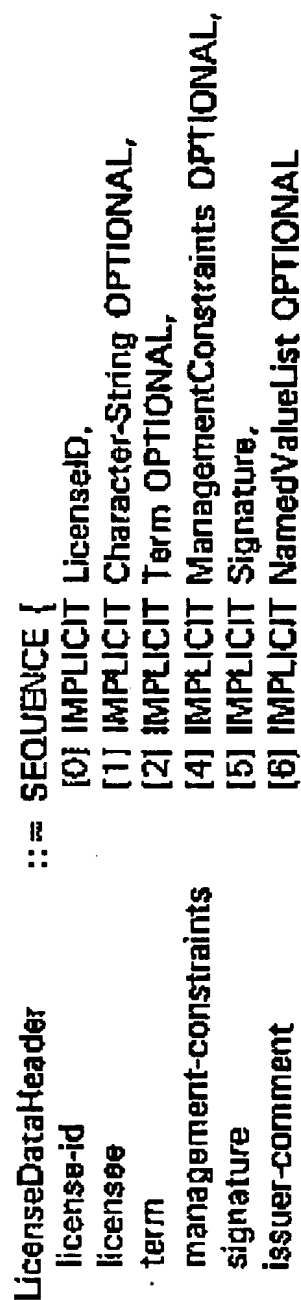 LicenseDataHeader ::= SEQUENCE {
license-id [0] IMPLICIT LicenseID,
licensee [1] IMPLICIT Character-String OPTIONAL,
term [2] IMPLICIT Term OPTIONAL,
management-constraints [4] IMPLICIT ManagementConstraints OPTIONAL,
signature [5] IMPLICIT Signature,
issuer-comment [6] IMPLICIT NamedValueList OPTIONAL